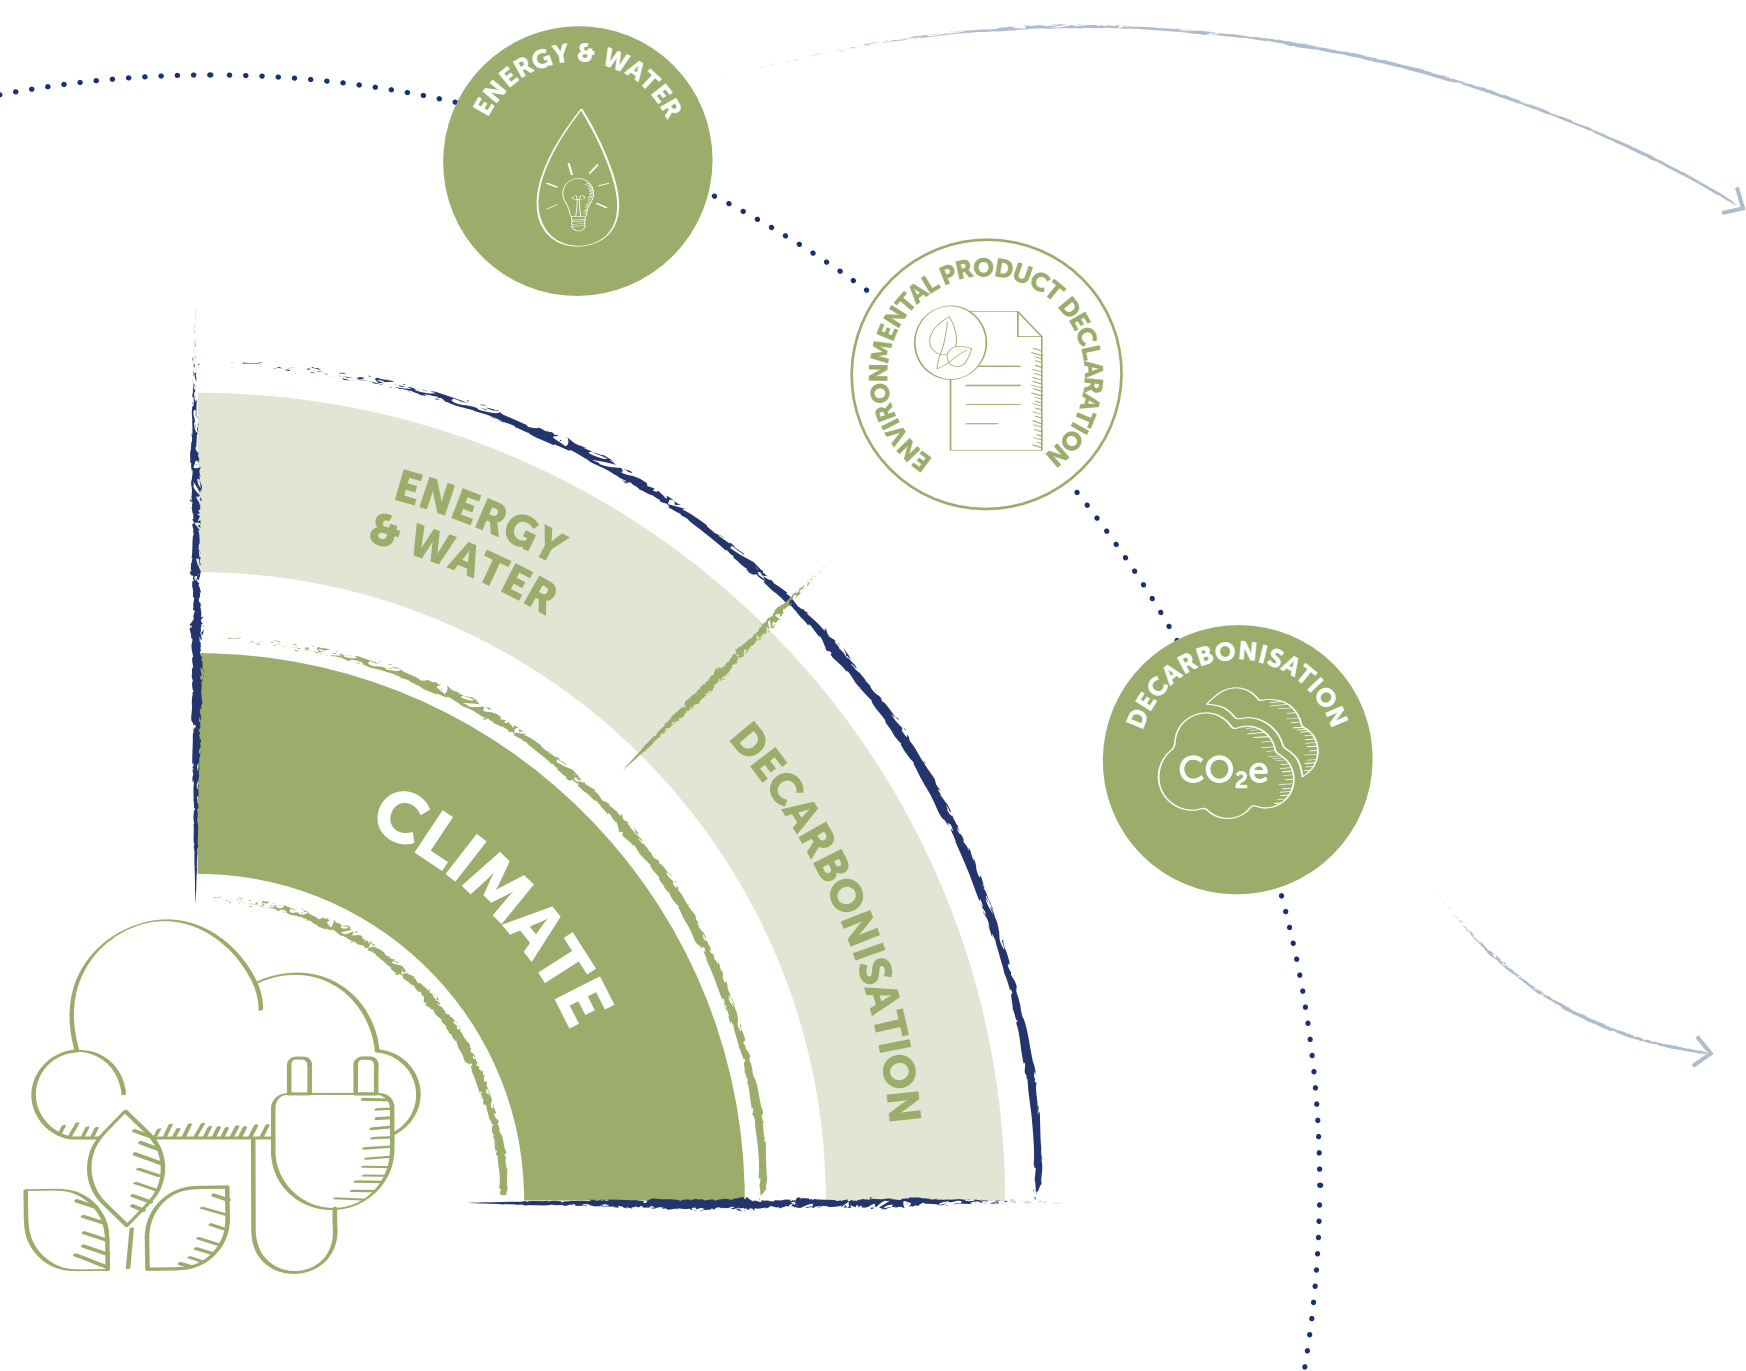 ENERGY & WATER
ENVIRONMENTAL PRODUCT DECLARATION
ENERGY
& WATER
DECARBONISATION
CO₂e
DECARBONISATION
CLIMATE